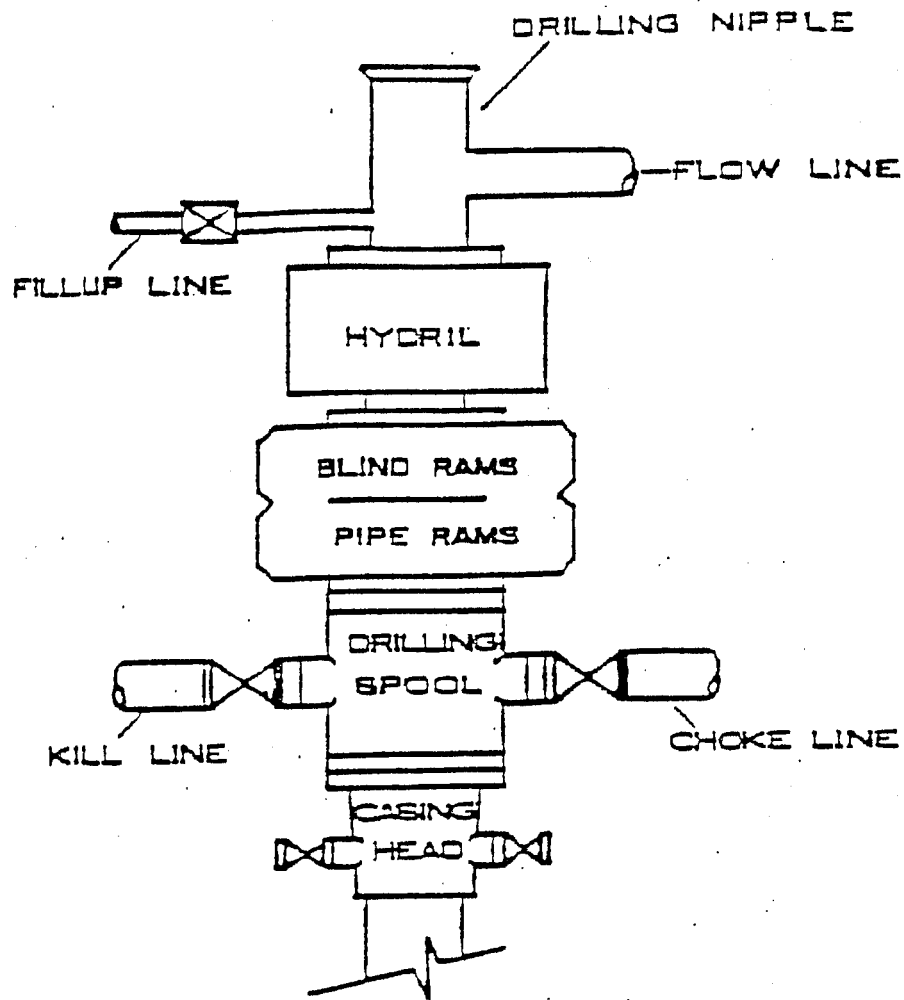 DRILLING NIPPLE
FLOW LINE
FILLUP LINE
HYDRIL
BLIND RAMS
PIPE RAMS
DRILLING
SPOOL
KILL LINE
CHOKE LINE
CASING
HEAD